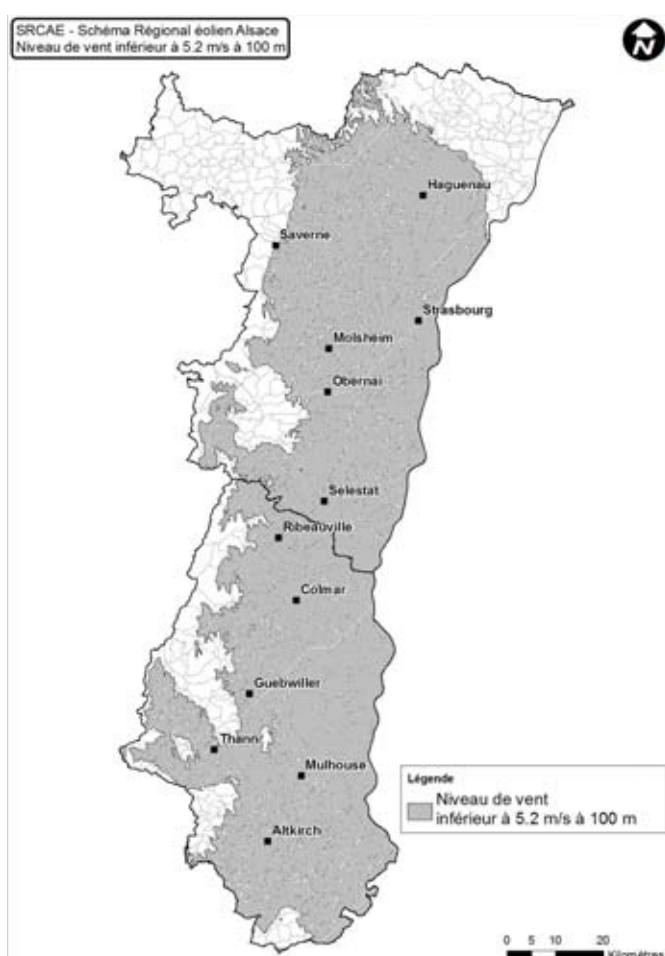 SRCAE - Schéma Régional éolien Alsace
Niveau de vent inférieur à 5.2 m/s à 100 m
N
Haguenau
Saverne
Strasbourg
Molsheim
Obernai
Selestat
Ribeauville
Colmar
Guebwiller
Thann
Mulhouse
Altkirch
Légende
Niveau de vent
inférieur à 5.2 m/s à 100 m
0 5 10 20
Kilomètres